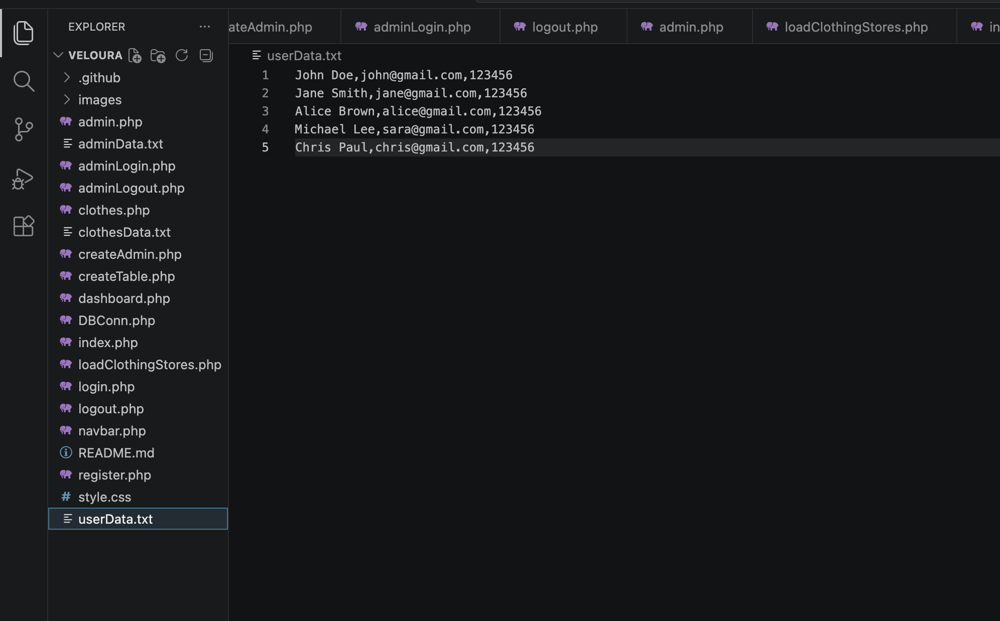 EXPLORER
VELOURA
.github
images
admin.php
adminData.txt
adminLogin.php
adminLogout.php
clothes.php
clothesData.txt
createAdmin.php
createTable.php
dashboard.php
DBConn.php
index.php
loadClothingStores.php
login.php
logout.php
navbar.php
README.md
register.php
style.css
userData.txt
ateAdmin.php adminLogin.php logout.php admin.php loadClothingStores.php in
userData.txt
1 John Doe,john@gmail.com,123456
2 Jane Smith,jane@gmail.com,123456
3 Alice Brown,alice@gmail.com,123456
4 Michael Lee,sara@gmail.com,123456
5 Chris Paul,chris@gmail.com,123456